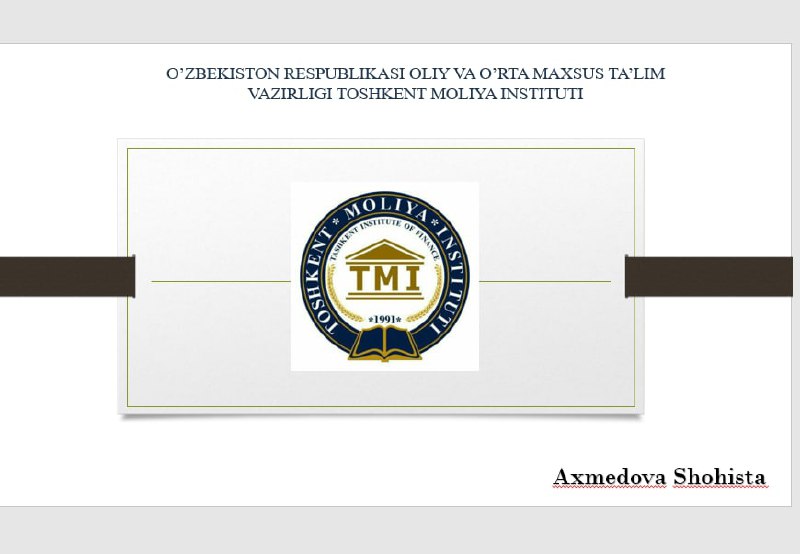 O’ZBEKISTON RESPUBLIKASI OLIY VA O’RTA MAXSUS TA’LIM
VAZIRLIGI TOSHKENT MOLIYA INSTITUTI
TOSHKENT * MOLIYA * INSTITUTI
TASHKENT INSTITUTE OF FINANCE
TMI
*1991*
Axmedova Shohista